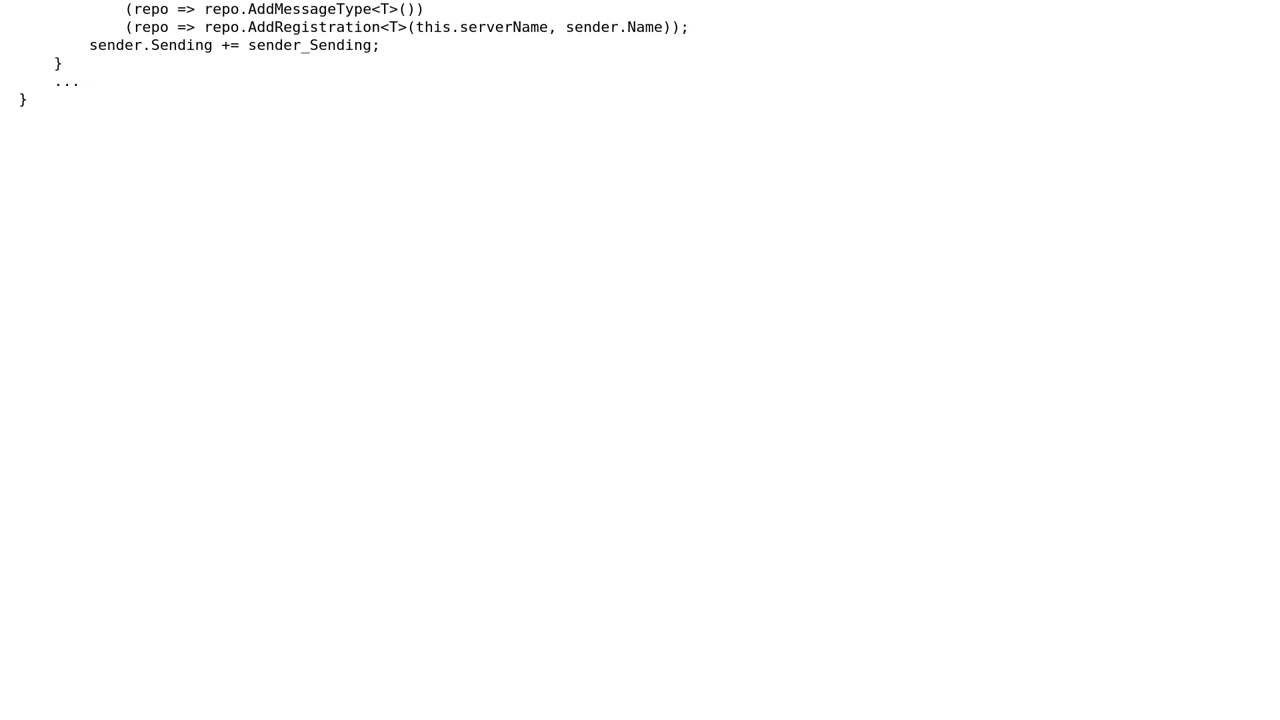 (repo => repo.AddMessageType<T>())
            (repo => repo.AddRegistration<T>(this.serverName, sender.Name));
        sender.Sending += sender_Sending;
    }
    ...
}